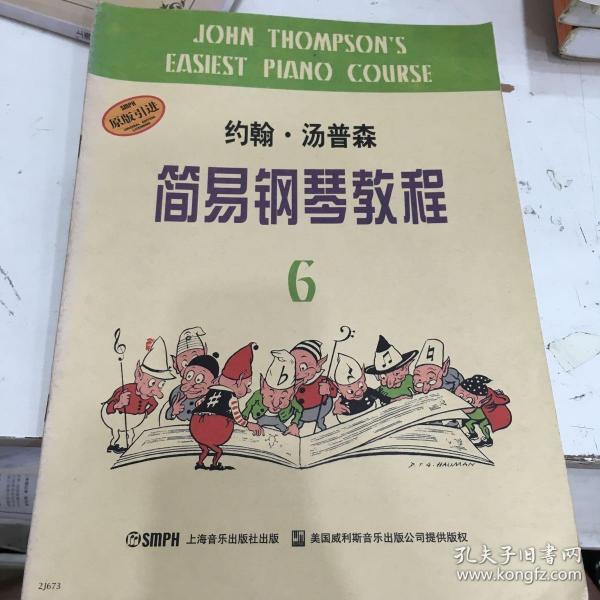 JOHN THOMPSON'S
EASIEST PIANO COURSE
SMPH
原版引进
约翰·汤普森
简易钢琴教程
6
D. & G. HAUMAN
SMPH 上海音乐出版社出版
美国威利斯音乐出版公司提供版权
2J673
孔夫子旧书网
kongfz.com